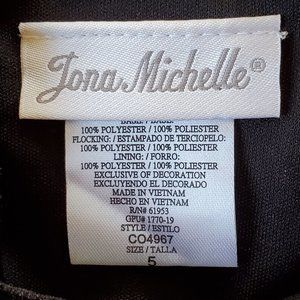 Jona Michelle®
BASE: / BASE:
100% POLYESTER / 100% POLIESTER
FLOCKING: / ESTAMPADO DE TERCIOPELO:
100% POLYESTER / 100% POLIESTER
LINING: / FORRO:
100% POLYESTER / 100% POLIESTER
EXCLUSIVE OF DECORATION
EXCLUYENDO EL DECORADO
MADE IN VIETNAM
HECHO EN VIETNAM
R/N# 61953
GPU# 1770-19
STYLE / ESTILO
CO4967
SIZE / TALLA
5